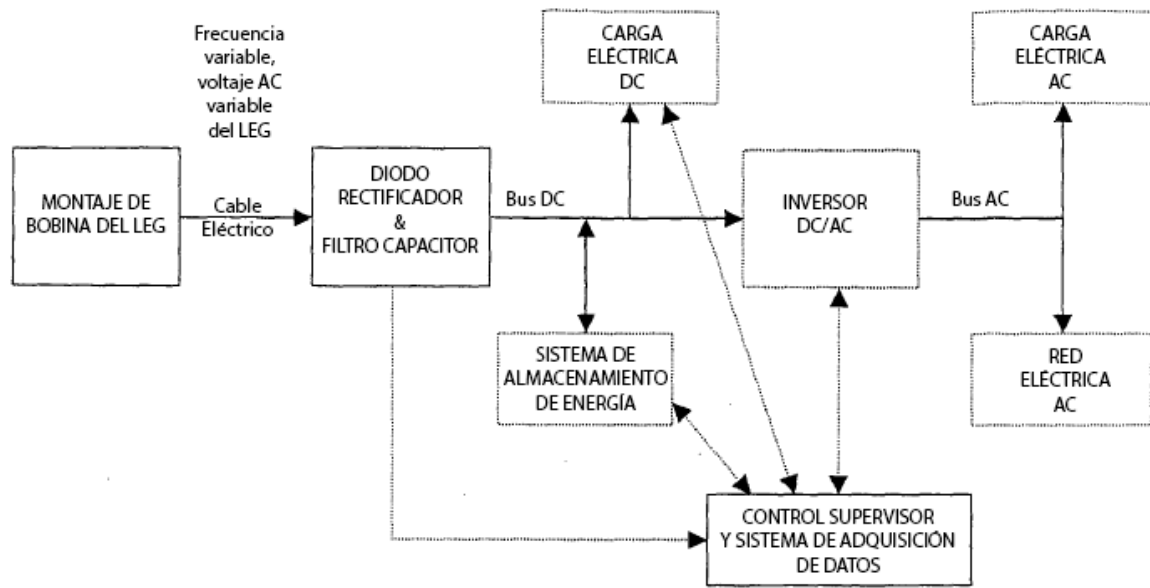 Frecuencia
variable,
voltaje AC
variable
del LEG
CARGA
ELÉCTRICA
DC
CARGA
ELÉCTRICA
AC
MONTAJE DE
BOBINA DEL LEG
Cable
Eléctrico
DIODO
RECTIFICADOR
&
FILTRO CAPACITOR
Bus DC
INVERSOR
DC/AC
Bus AC
SISTEMA DE
ALMACENAMIENTO
DE ENERGÍA
RED
ELÉCTRICA
AC
CONTROL SUPERVISOR
Y SISTEMA DE ADQUISICIÓN
DE DATOS